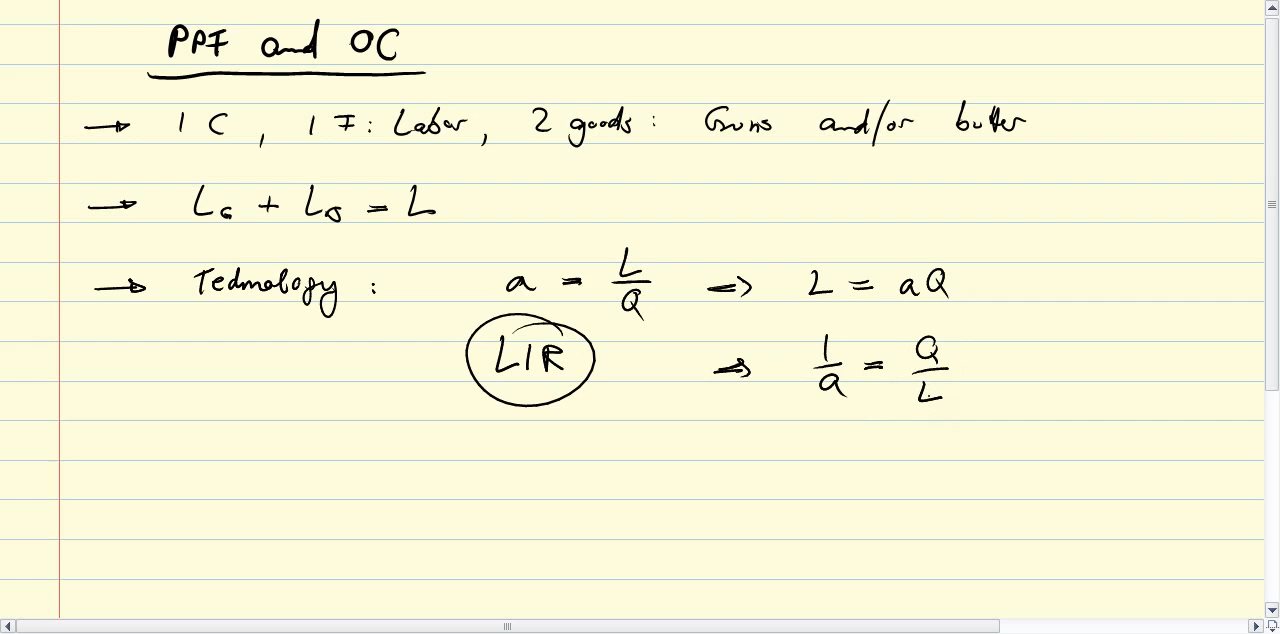 PPF and OC
→ 1 C, 1 F: Labor, 2 goods: Guns and/or butter
→ L_G + L_B = L
→ Technology: a = L/Q => L = aQ
LIR => 1/a = Q/L